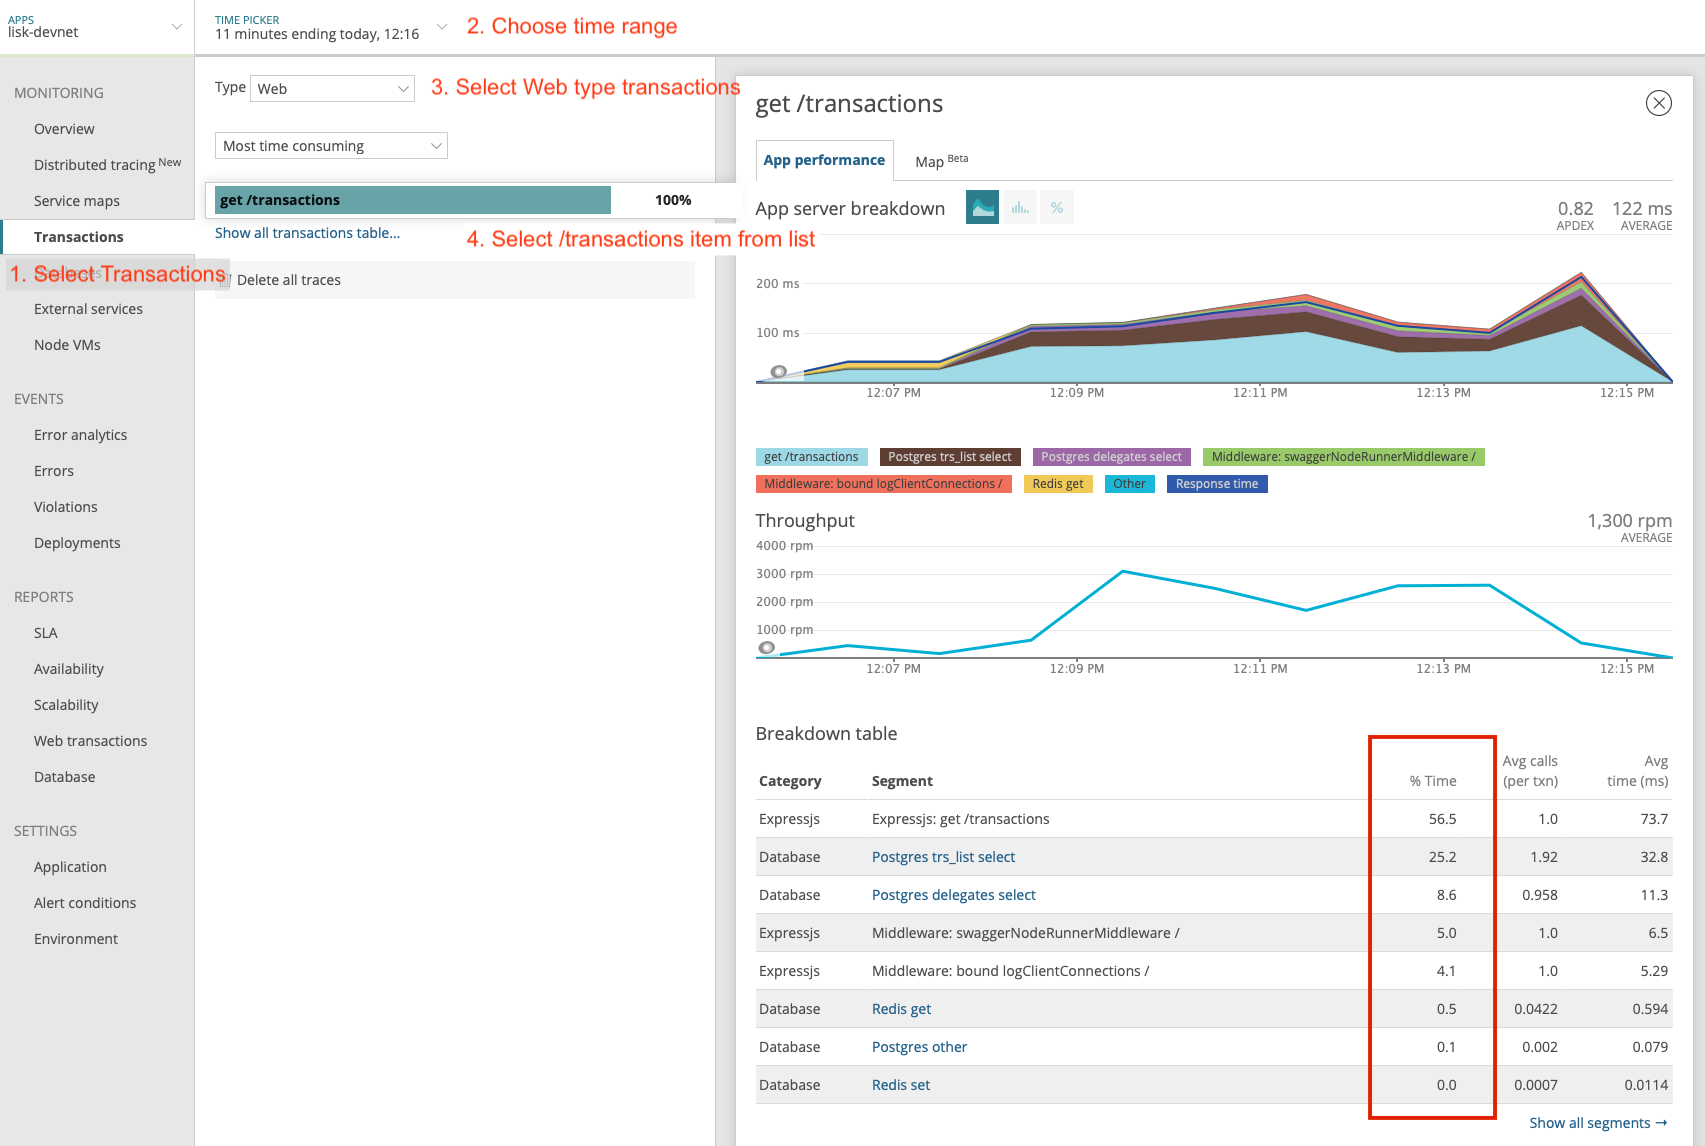 APPS
lisk-devnet
TIME PICKER
11 minutes ending today, 12:16
2. Choose time range
MONITORING
Overview
Distributed tracing New
Service maps
Transactions
1. Select Transactions
External services
Node VMs
EVENTS
Error analytics
Errors
Violations
Deployments
REPORTS
SLA
Availability
Scalability
Web transactions
Database
SETTINGS
Application
Alert conditions
Environment
Type Web
3. Select Web type transactions
Most time consuming
get /transactions 100%
Show all transactions table...
4. Select /transactions item from list
Delete all traces
get /transactions
App performance Map Beta
App server breakdown %
0.82 122 ms
APDEX AVERAGE
200 ms
100 ms
12:07 PM 12:09 PM 12:11 PM 12:13 PM 12:15 PM
get /transactions Postgres trs_list select Postgres delegates select Middleware: swaggerNodeRunnerMiddleware /
Middleware: bound logClientConnections / Redis get Other Response time
Throughput 1,300 rpm
AVERAGE
4000 rpm
3000 rpm
2000 rpm
1000 rpm
12:07 PM 12:09 PM 12:11 PM 12:13 PM 12:15 PM
Breakdown table
Category Segment % Time Avg calls (per txn) Avg time (ms)
Expressjs Expressjs: get /transactions 56.5 1.0 73.7
Database Postgres trs_list select 25.2 1.92 32.8
Database Postgres delegates select 8.6 0.958 11.3
Expressjs Middleware: swaggerNodeRunnerMiddleware / 5.0 1.0 6.5
Expressjs Middleware: bound logClientConnections / 4.1 1.0 5.29
Database Redis get 0.5 0.0422 0.594
Database Postgres other 0.1 0.002 0.079
Database Redis set 0.0 0.0007 0.0114
Show all segments →